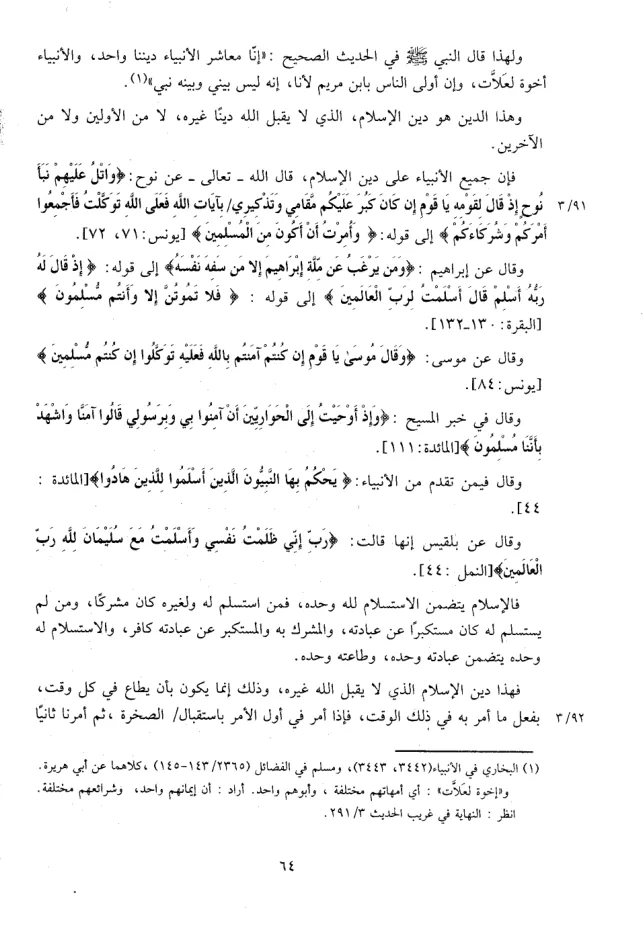 ولهذا قال النبي ﷺ في الحديث الصحيح : «إنَّا معاشر الأنبياء ديننا واحد، والأنبياء
أخوة لعَلاَّت، وإن أولى الناس بابن مريم لأنا، إنه ليس بيني وبينه نبي»(١).
وهذا الدين هو دين الإسلام، الذي لا يقبل الله دينًا غيره، لا من الأولين ولا من
الآخرين.
فإن جميع الأنبياء على دين الإسلام، قال الله ـ تعالى ـ عن نوح: ﴿وَاتْلُ عَلَيْهِمْ نَبَأَ
٣/٩١ نُوحٍ إِذْ قَالَ لِقَوْمِهِ يَا قَوْمِ إِن كَانَ كَبُرَ عَلَيْكُم مَّقَامِي وَتَذْكِيرِي/ بِآيَاتِ اللَّهِ فَعَلَى اللَّهِ تَوَكَّلْتُ فَأَجْمِعُوا
أَمْرَكُمْ وَشُرَكَاءَكُمْ ﴾ إلى قوله: ﴿ وَأُمِرْتُ أَنْ أَكُونَ مِنَ الْمُسْلِمِينَ ﴾ [يونس: ٧١، ٧٢].
وقال عن إبراهيم : ﴿وَمَن يَرْغَبُ عَن مِّلَّةِ إِبْرَاهِيمَ إِلا مَن سَفِهَ نَفْسَهُ﴾ إلى قوله: ﴿ إِذْ قَالَ لَهُ
رَبُّهُ أَسْلِمْ قَالَ أَسْلَمْتُ لِرَبِّ الْعَالَمِينَ ﴾ إلى قوله : ﴿ فَلا تَمُوتُنَّ إِلا وَأَنتُم مُّسْلِمُونَ ﴾
[البقرة: ١٣٠ـ١٣٢].
وقال عن موسى: ﴿وَقَالَ مُوسَىٰ يَا قَوْمِ إِن كُنتُمْ آمَنتُم بِاللَّهِ فَعَلَيْهِ تَوَكَّلُوا إِن كُنتُم مُّسْلِمِينَ ﴾
[يونس: ٨٤].
وقال في خبر المسيح : ﴿وَإِذْ أَوْحَيْتُ إِلَى الْحَوَارِيِّينَ أَنْ آمِنُوا بِي وَبِرَسُولِي قَالُوا آمَنَّا وَاشْهَدْ
بِأَنَّنَا مُسْلِمُونَ ﴾[المائدة: ١١١].
وقال فيمن تقدم من الأنبياء: ﴿ يَحْكُمُ بِهَا النَّبِيُّونَ الَّذِينَ أَسْلَمُوا لِلَّذِينَ هَادُوا﴾[المائدة :
٤٤].
وقال عن بلقيس إنها قالت: ﴿رَبِّ إِنِّي ظَلَمْتُ نَفْسِي وَأَسْلَمْتُ مَعَ سُلَيْمَانَ لِلَّهِ رَبِّ
الْعَالَمِينَ﴾[النمل : ٤٤].
فالإسلام يتضمن الاستسلام لله وحده، فمن استسلم له ولغيره كان مشركًا، ومن لم
يستسلم له كان مستكبرًا عن عبادته، والمشرك به والمستكبر عن عبادته كافر، والاستسلام له
وحده يتضمن عبادته وحده، وطاعته وحده.
فهذا دين الإسلام الذي لا يقبل الله غيره، وذلك إنما يكون بأن يطاع في كل وقت،
٣/٩٢ بفعل ما أمر به في ذلك الوقت، فإذا أمر في أول الأمر باستقبال/ الصخرة ،ثم أمرنا ثانيًا
(١) البخاري في الأنبياء(٣٤٤٢، ٣٤٤٣)، ومسلم في الفضائل (٢٣٦٥/١٤٣-١٤٥) ،كلاهما عن أبي هريرة.
و«إخوة لعَلاَّت» : أي أمهاتهم مختلفة ، وأبوهم واحد. أراد : أن إيمانهم واحد، وشرائعهم مختلفة.
انظر : النهاية في غريب الحديث ٢٩١/٣.
٦٤